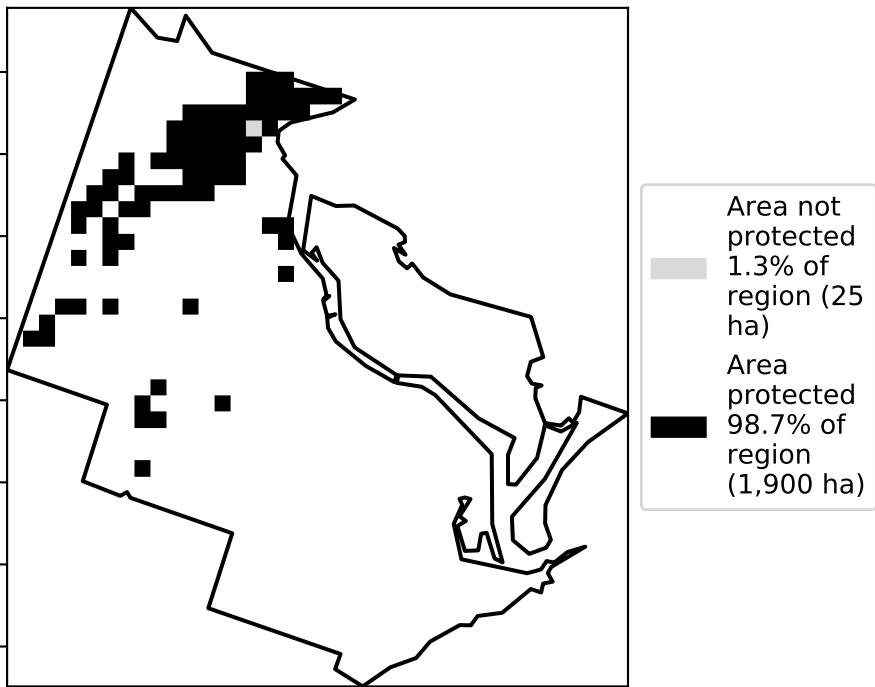 Area not
protected
1.3% of
region (25
ha)
Area
protected
98.7% of
region
(1,900 ha)